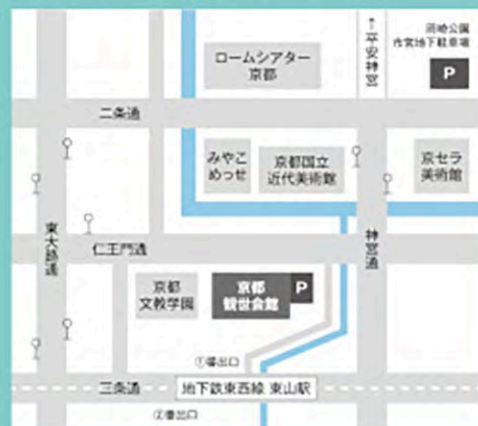 ↑平安神宮
岡崎公園
市営地下駐車場
P
ロームシアター
京都
二条通
みやこ
めっせ
京都国立
近代美術館
京セラ
美術館
東大路通
仁王門通
神宮通
京都
文教学園
京都
観世会館
P
①番出口
三条通
地下鉄東西線 東山駅
②番出口